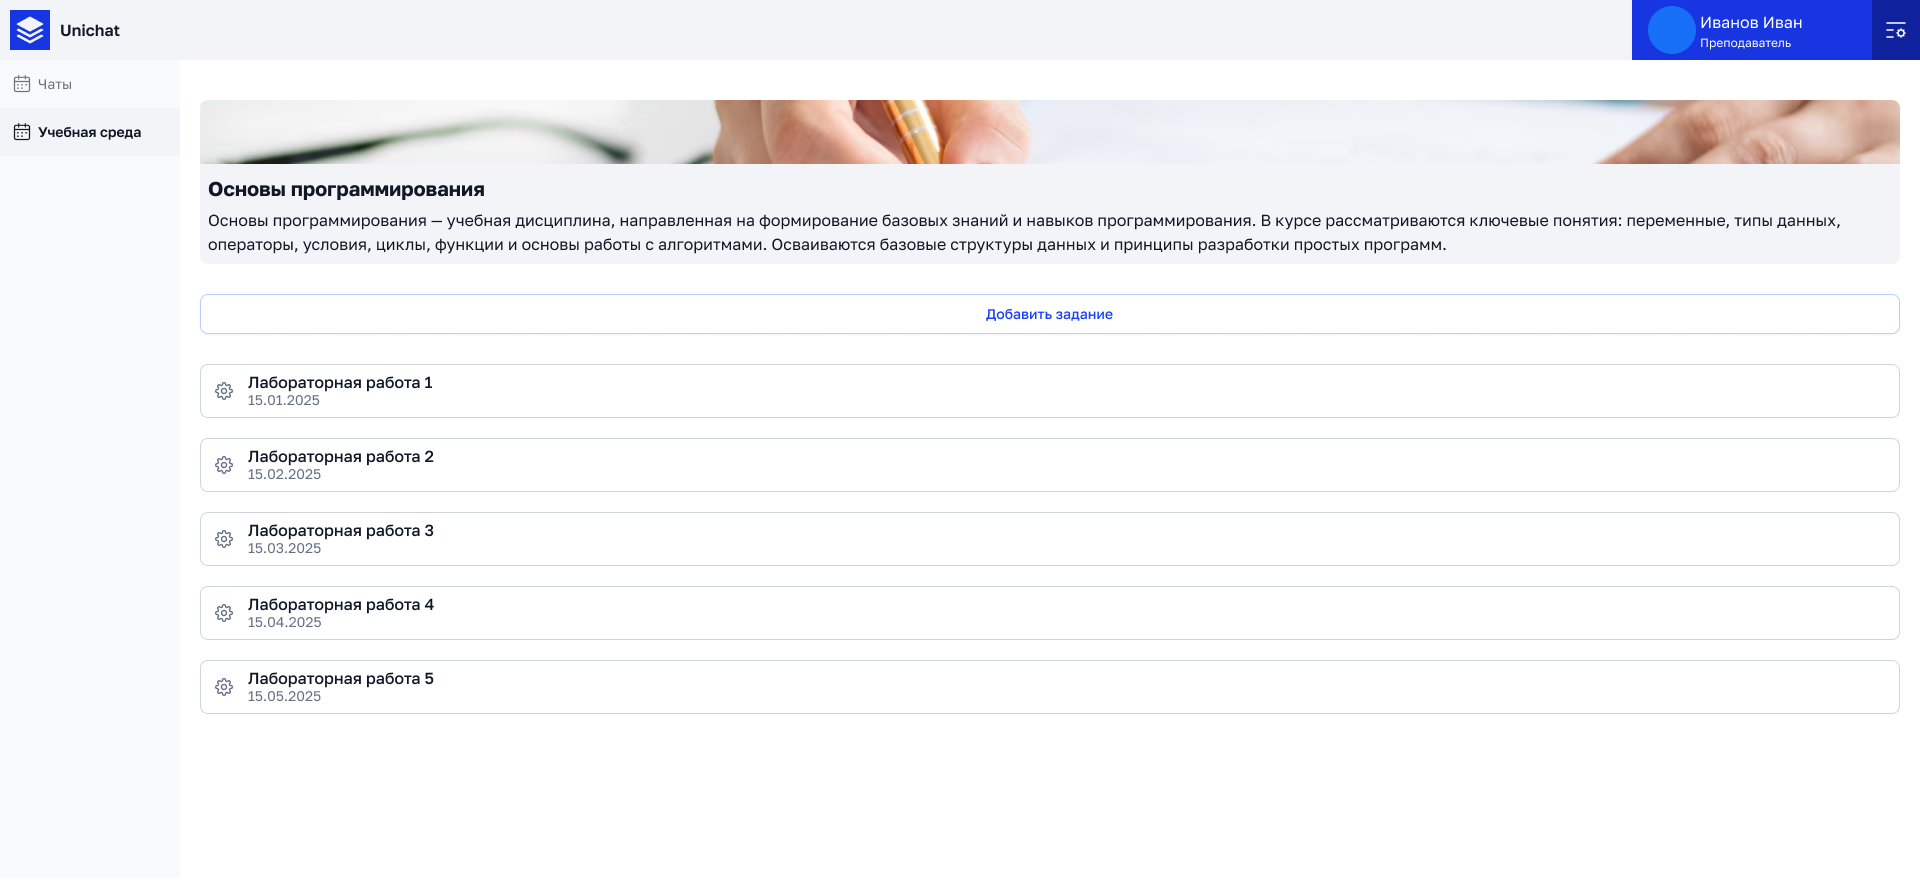 Unichat
Иванов Иван
Преподаватель
Чаты
Учебная среда
Основы программирования
Основы программирования — учебная дисциплина, направленная на формирование базовых знаний и навыков программирования. В курсе рассматриваются ключевые понятия: переменные, типы данных,
операторы, условия, циклы, функции и основы работы с алгоритмами. Осваиваются базовые структуры данных и принципы разработки простых программ.
Добавить задание
Лабораторная работа 1
15.01.2025
Лабораторная работа 2
15.02.2025
Лабораторная работа 3
15.03.2025
Лабораторная работа 4
15.04.2025
Лабораторная работа 5
15.05.2025